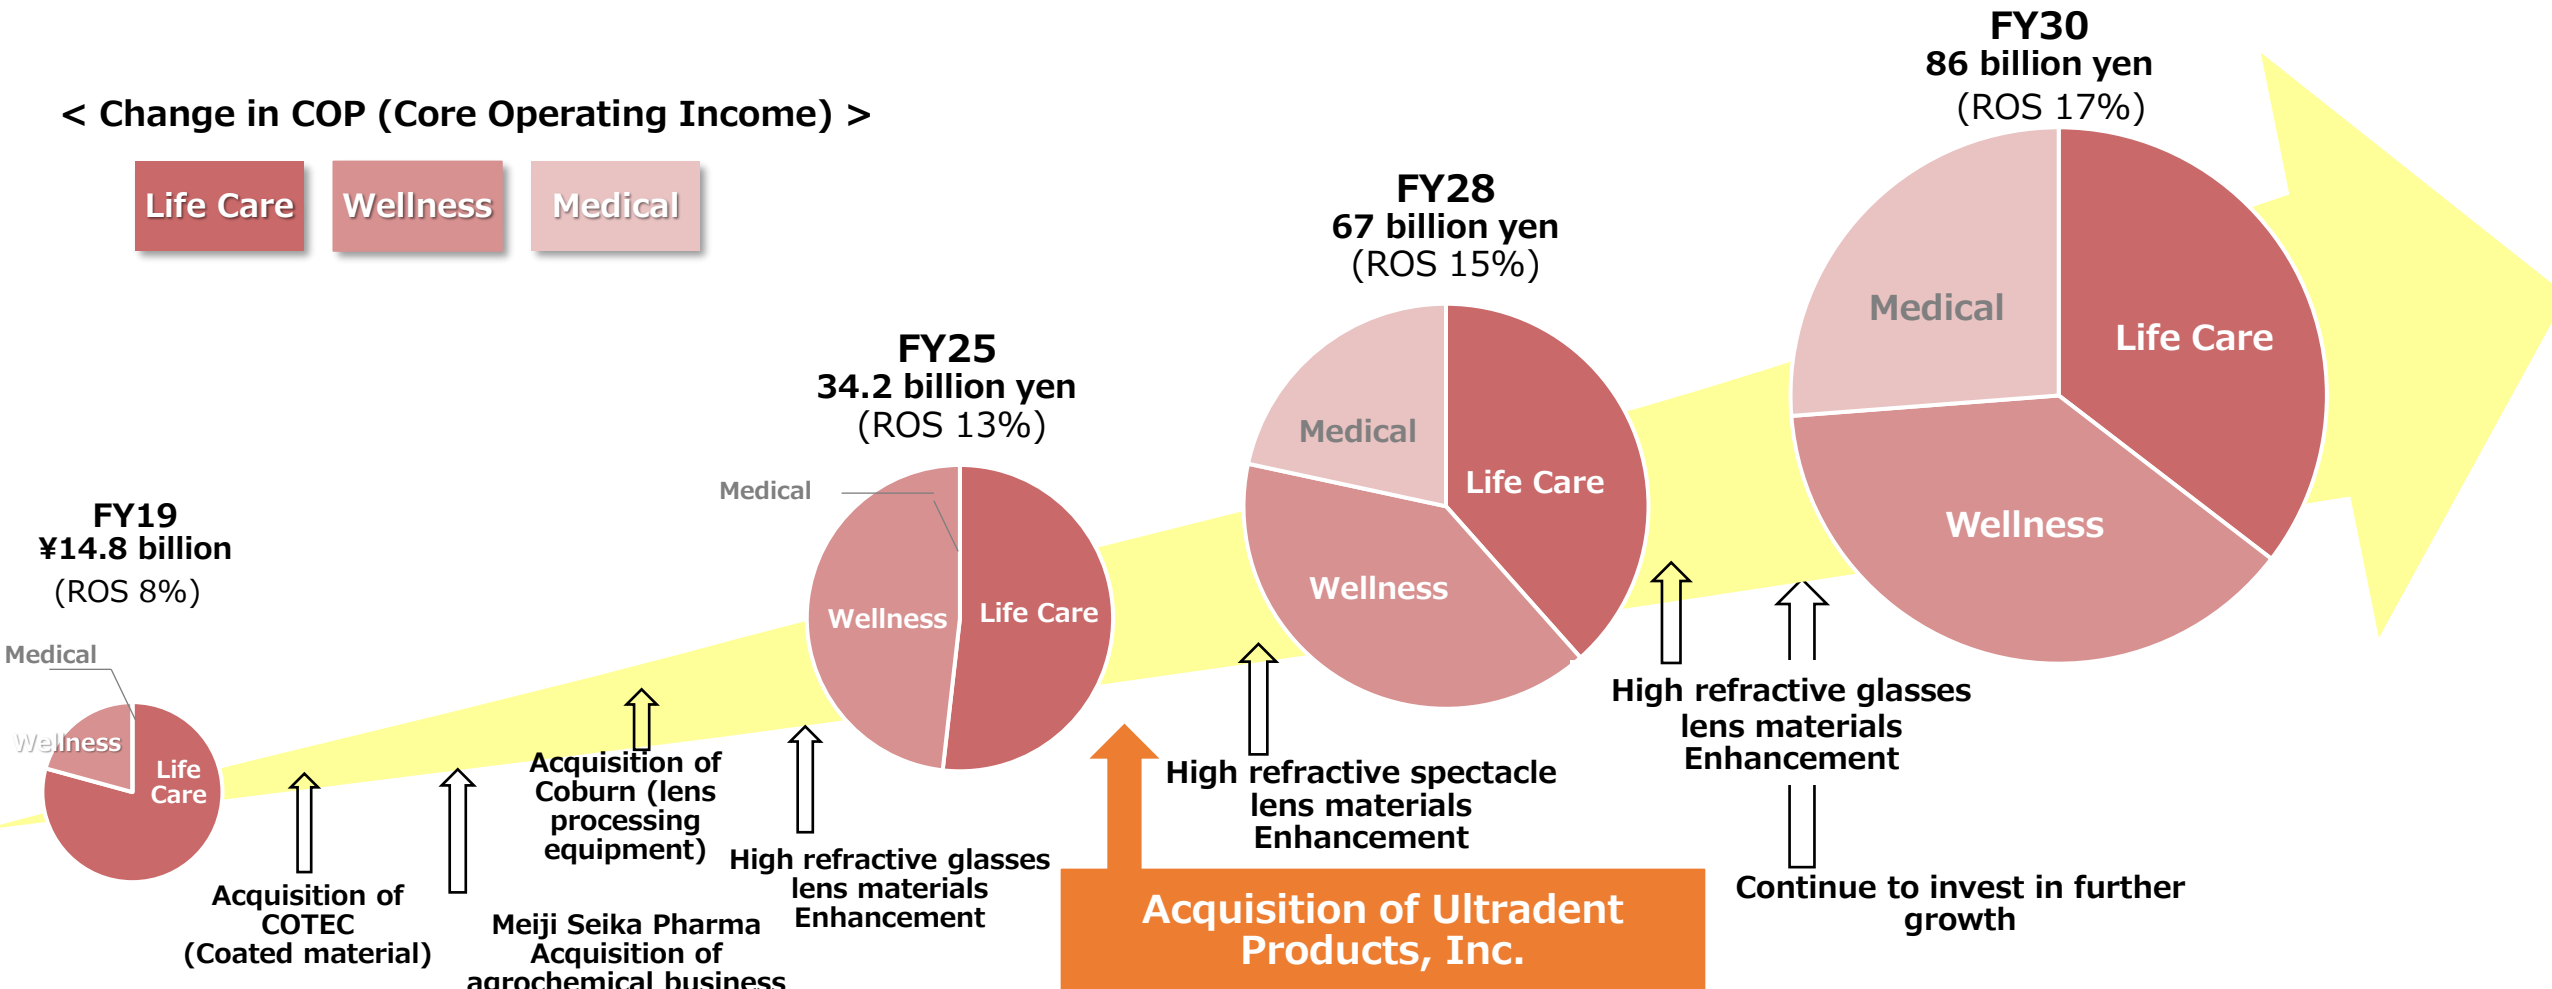 < Change in COP (Core Operating Income) >
Life Care
Wellness
Medical
FY19
¥14.8 billion
(ROS 8%)
Medical
Wellness
Life
Care
Acquisition of
COTEC
(Coated material)
Meiji Seika Pharma
Acquisition of
agrochemical business
Acquisition of
Coburn (lens
processing
equipment)
High refractive glasses
lens materials
Enhancement
FY25
34.2 billion yen
(ROS 13%)
Medical
Wellness
Life Care
Acquisition of Ultradent
Products, Inc.
High refractive spectacle
lens materials
Enhancement
FY28
67 billion yen
(ROS 15%)
Medical
Life Care
Wellness
High refractive glasses
lens materials
Enhancement
Continue to invest in further
growth
FY30
86 billion yen
(ROS 17%)
Medical
Life Care
Wellness